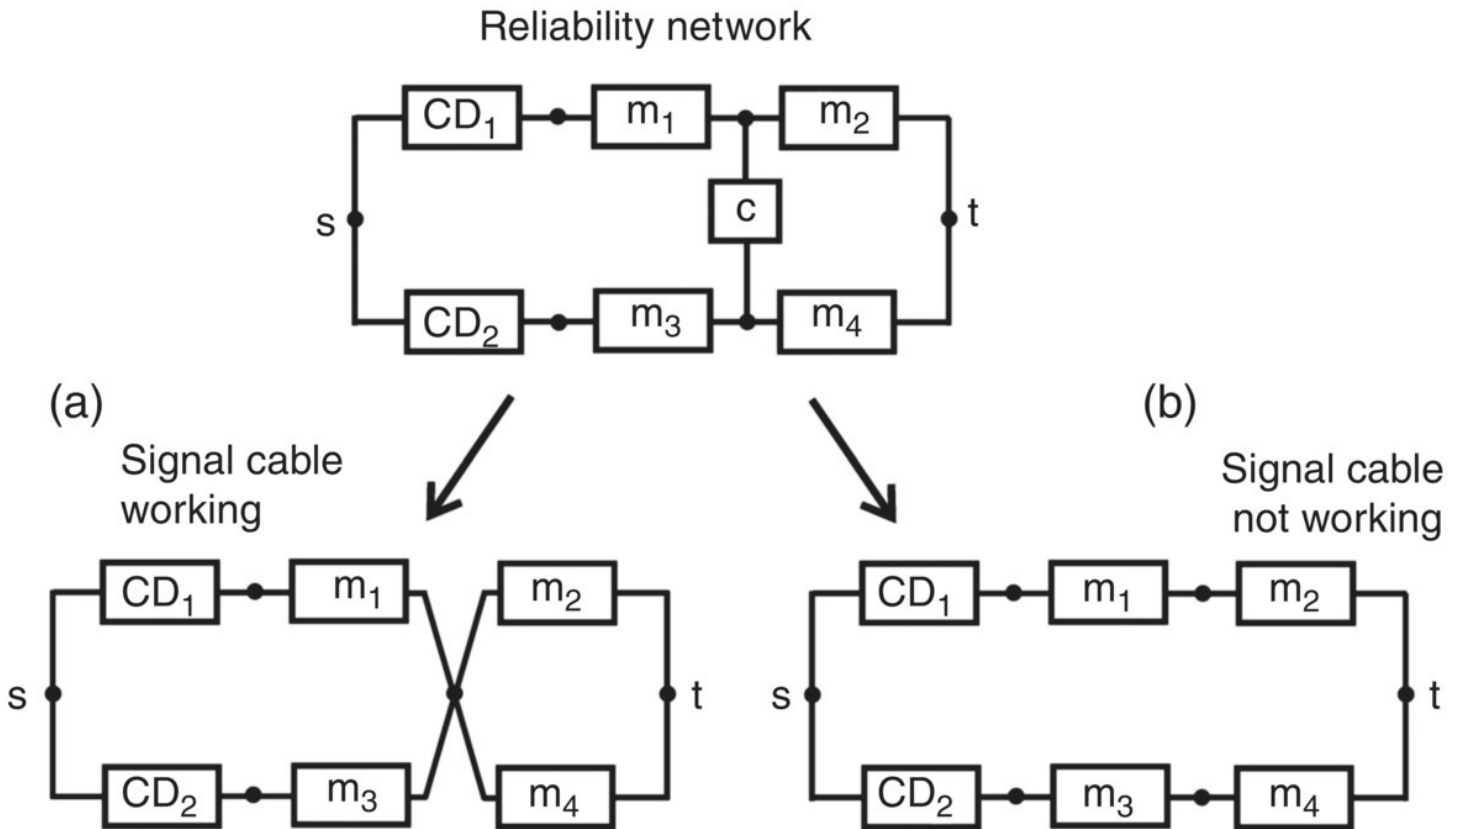 Reliability network
CD₁ m₁ m₂
s c t
CD₂ m₃ m₄
(a) (b)
Signal cable
working
Signal cable
not working
CD₁ m₁ m₂
s t
CD₂ m₃ m₄
CD₁ m₁ m₂
s t
CD₂ m₃ m₄